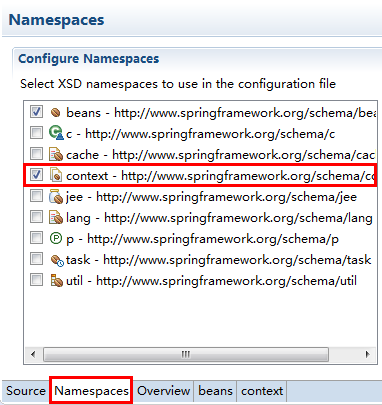 Namespaces
Configure Namespaces
Select XSD namespaces to use in the configuration file
beans - http://www.springframework.org/schema/bea
c - http://www.springframework.org/schema/c
cache - http://www.springframework.org/schema/cac
context - http://www.springframework.org/schema/co
jee - http://www.springframework.org/schema/jee
lang - http://www.springframework.org/schema/lang
p - http://www.springframework.org/schema/p
task - http://www.springframework.org/schema/task
util - http://www.springframework.org/schema/util
Source Namespaces Overview beans context